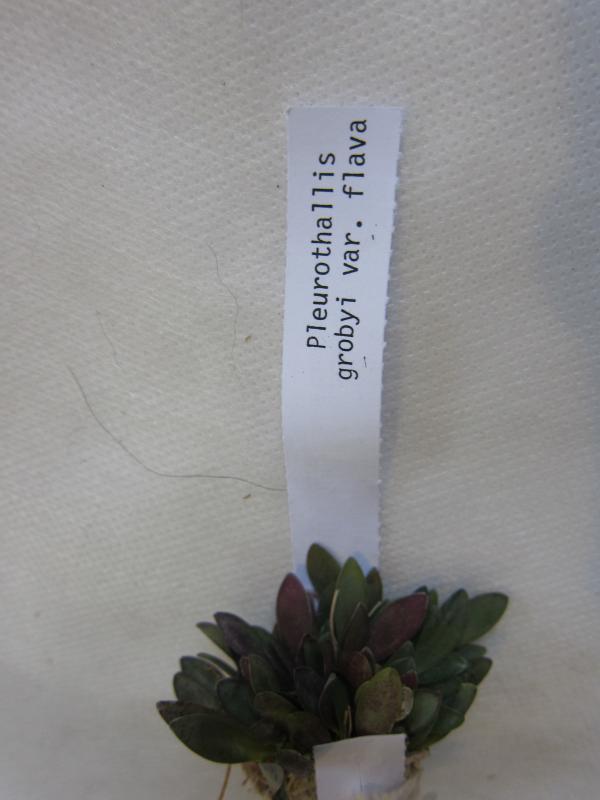 Pleurothallis
grobyi var. flava